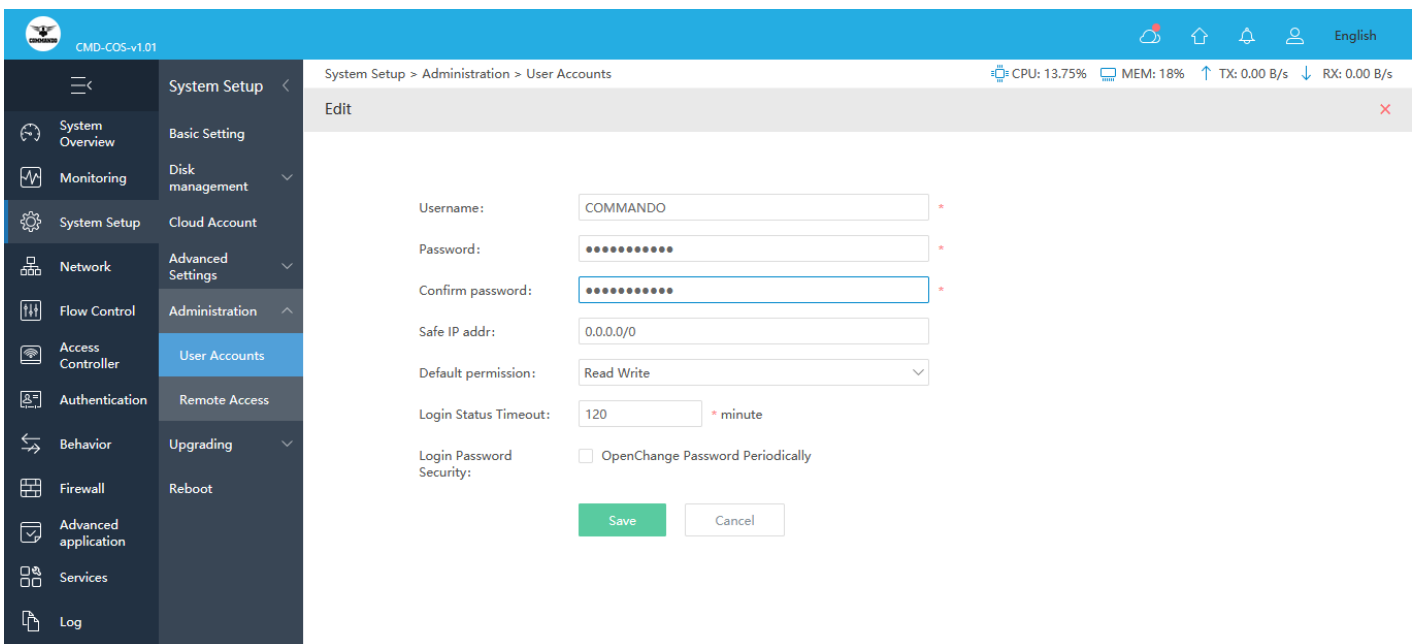 COMMANDO
CMD-COS-v1.01
English
System Setup
System Setup > Administration > User Accounts
CPU: 13.75% MEM: 18% TX: 0.00 B/s RX: 0.00 B/s
Edit
System
Overview
Monitoring
System Setup
Network
Flow Control
Access
Controller
Authentication
Behavior
Firewall
Advanced
application
Services
Log
Basic Setting
Disk
management
Cloud Account
Advanced
Settings
Administration
User Accounts
Remote Access
Upgrading
Reboot
Username: COMMANDO *
Password: ●●●●●●●●●●● *
Confirm password: ●●●●●●●●●●● *
Safe IP addr: 0.0.0.0/0
Default permission: Read Write
Login Status Timeout: 120 * minute
Login Password
Security:
OpenChange Password Periodically
Save Cancel